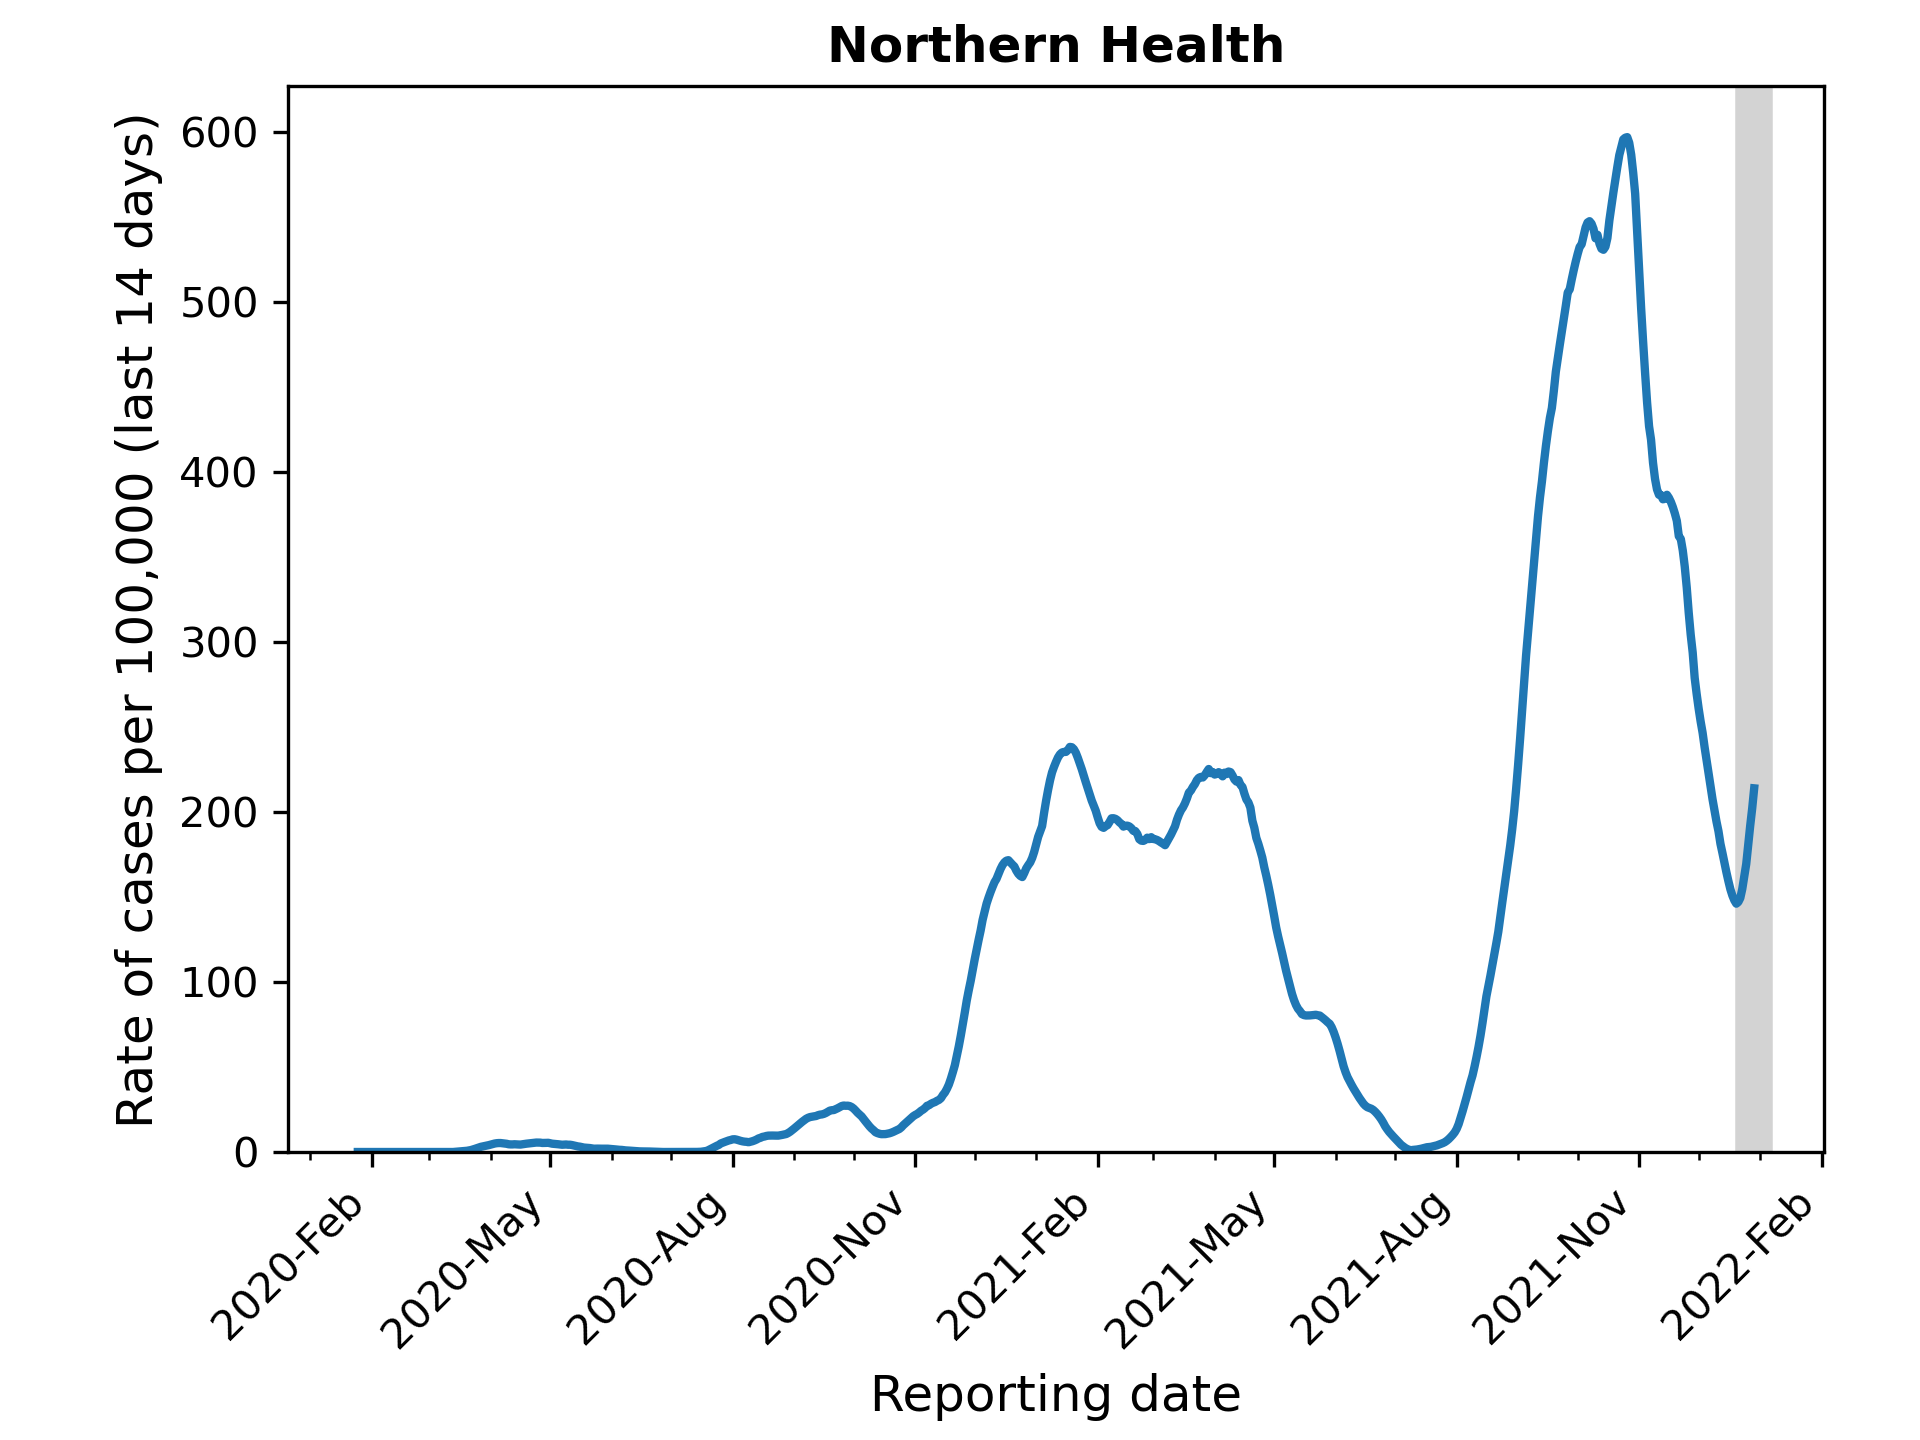 Northern Health
Rate of cases per 100,000 (last 14 days)
600
500
400
300
200
100
0
2020-Feb
2020-May
2020-Aug
2020-Nov
2021-Feb
2021-May
2021-Aug
2021-Nov
2022-Feb
Reporting date